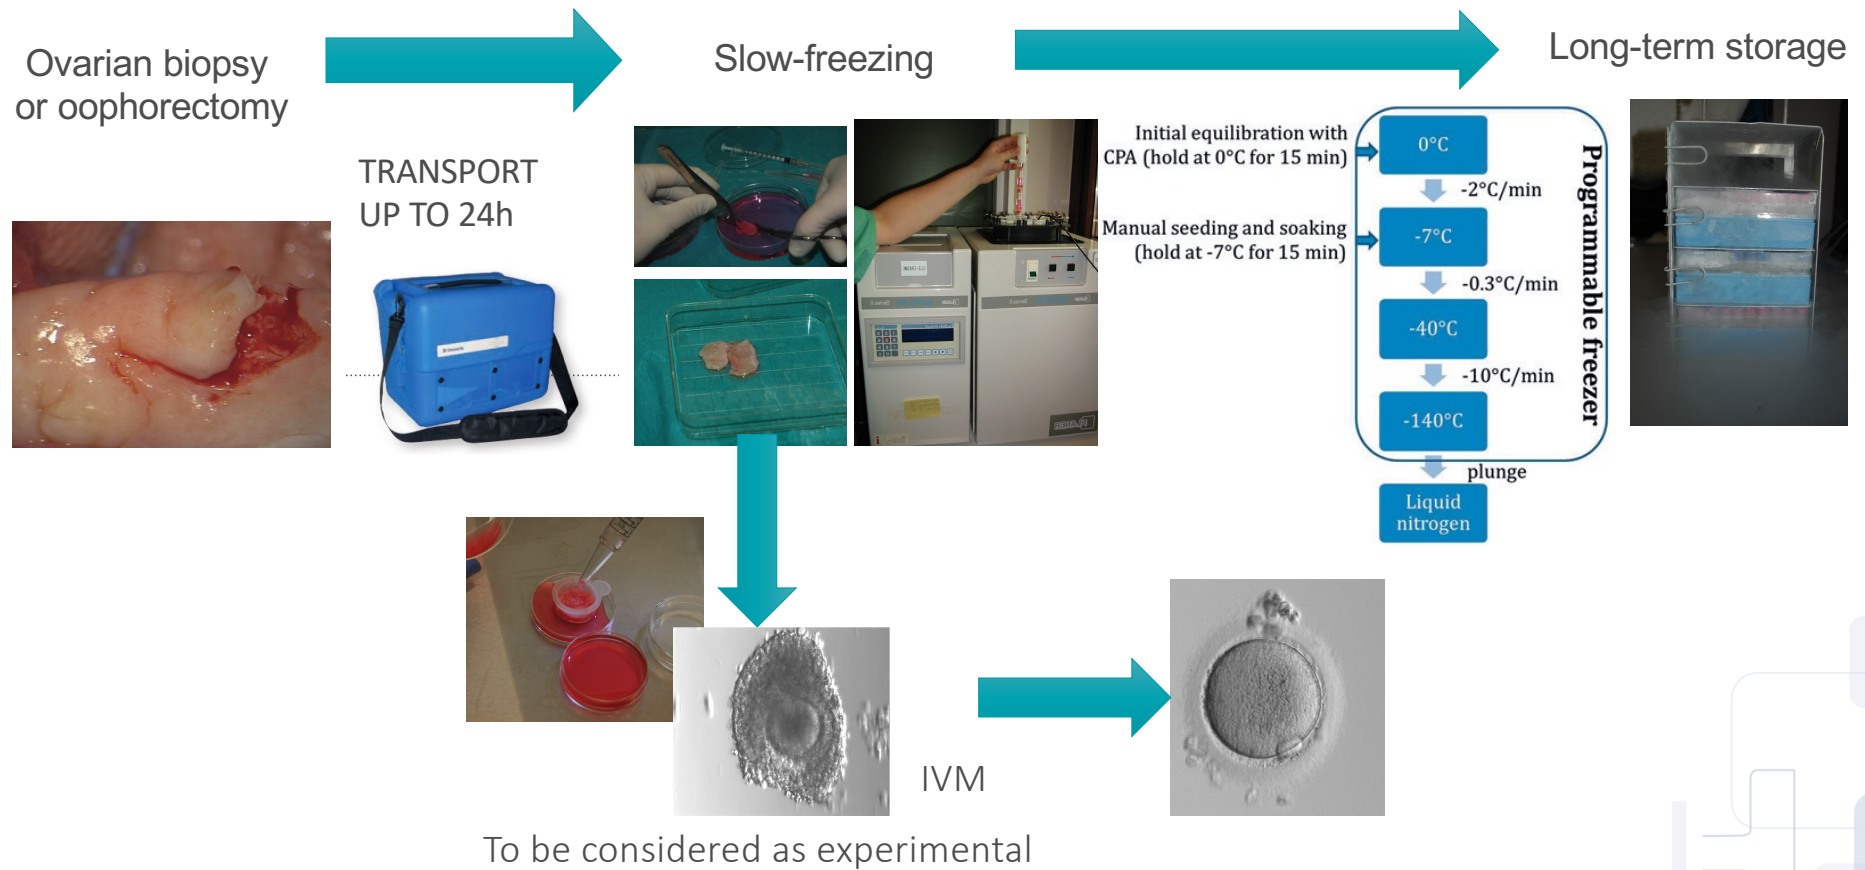 Ovarian biopsy
or oophorectomy
Slow-freezing
Long-term storage
TRANSPORT
UP TO 24h
Initial equilibration with
CPA (hold at 0°C for 15 min)
Manual seeding and soaking
(hold at -7°C for 15 min)
0°C
-2°C/min
-7°C
-0.3°C/min
-40°C
-10°C/min
-140°C
plunge
Liquid
nitrogen
Programmable freezer
IVM
To be considered as experimental